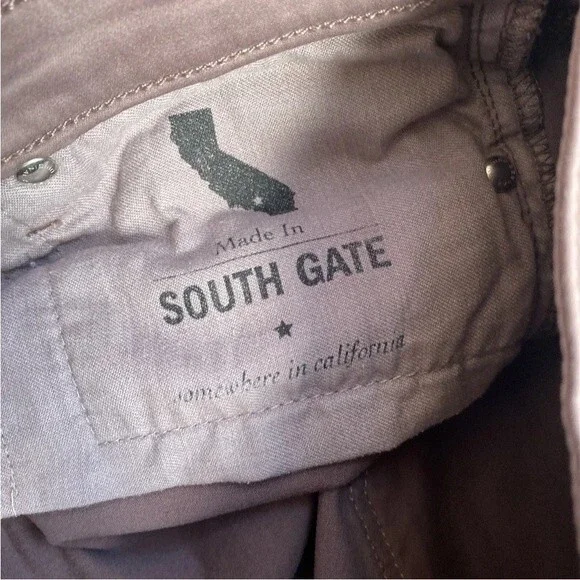 Made In
SOUTH GATE
somewhere in california